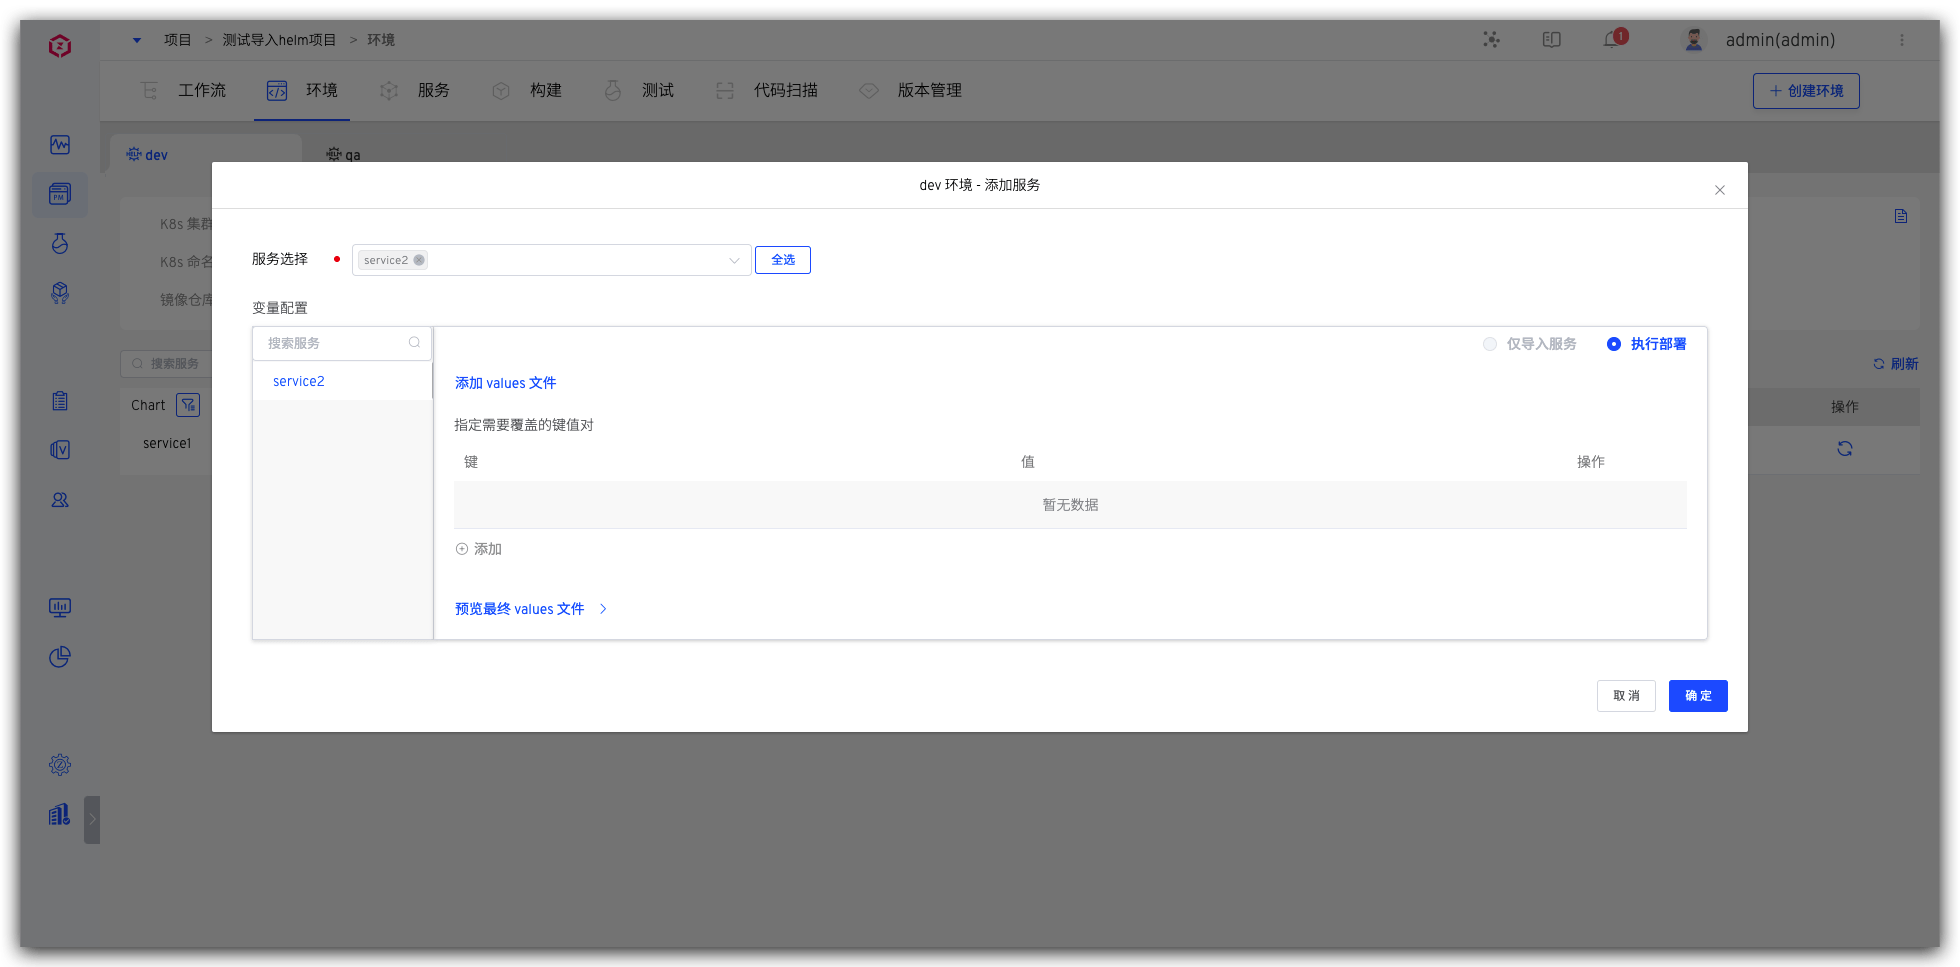 项目 > 测试导入helm项目 > 环境
1
admin(admin)
工作流 环境 服务 构建 测试 代码扫描 版本管理
+ 创建环境
dev
qa
dev 环境 - 添加服务
K8s 集群
K8s 命名
镜像仓库
服务选择
service2
全选
变量配置
搜索服务
service2
仅导入服务
执行部署
添加 values 文件
指定需要覆盖的键值对
键 值 操作
暂无数据
添加
预览最终 values 文件 >
搜索服务
刷新
Chart
操作
service1
取消
确定